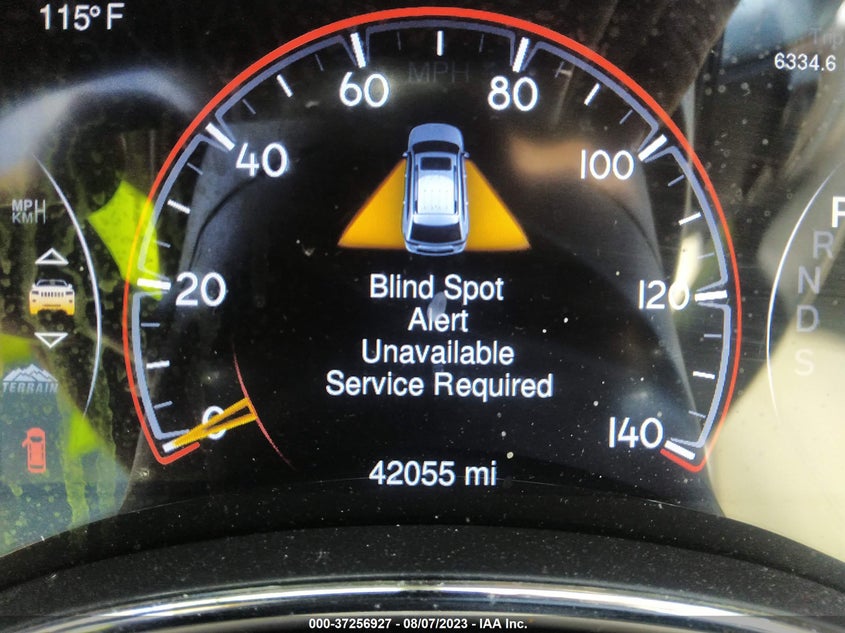 115°F
Trip
6334.6
MPH
60
80
40
100
MPH
KM/H
20
120
P
R
N
D
S
TERRAIN
0
140
Blind Spot
Alert
Unavailable
Service Required
42055 mi
000-37256927 - 08/07/2023 - IAA Inc.